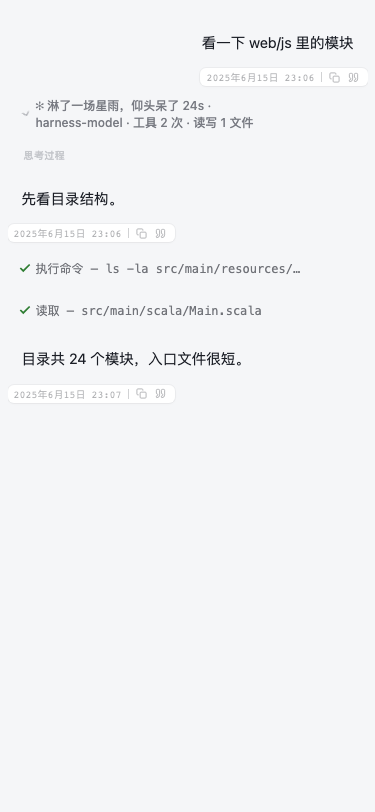 看一下 web/js 里的模块
2025年6月15日 23:06
✻ 淋了一场星雨，仰头呆了 24s ·
harness-model · 工具 2 次 · 读写 1 文件
思考过程
先看目录结构。
2025年6月15日 23:06
执行命令 — ls -la src/main/resources/…
读取 — src/main/scala/Main.scala
目录共 24 个模块，入口文件很短。
2025年6月15日 23:07